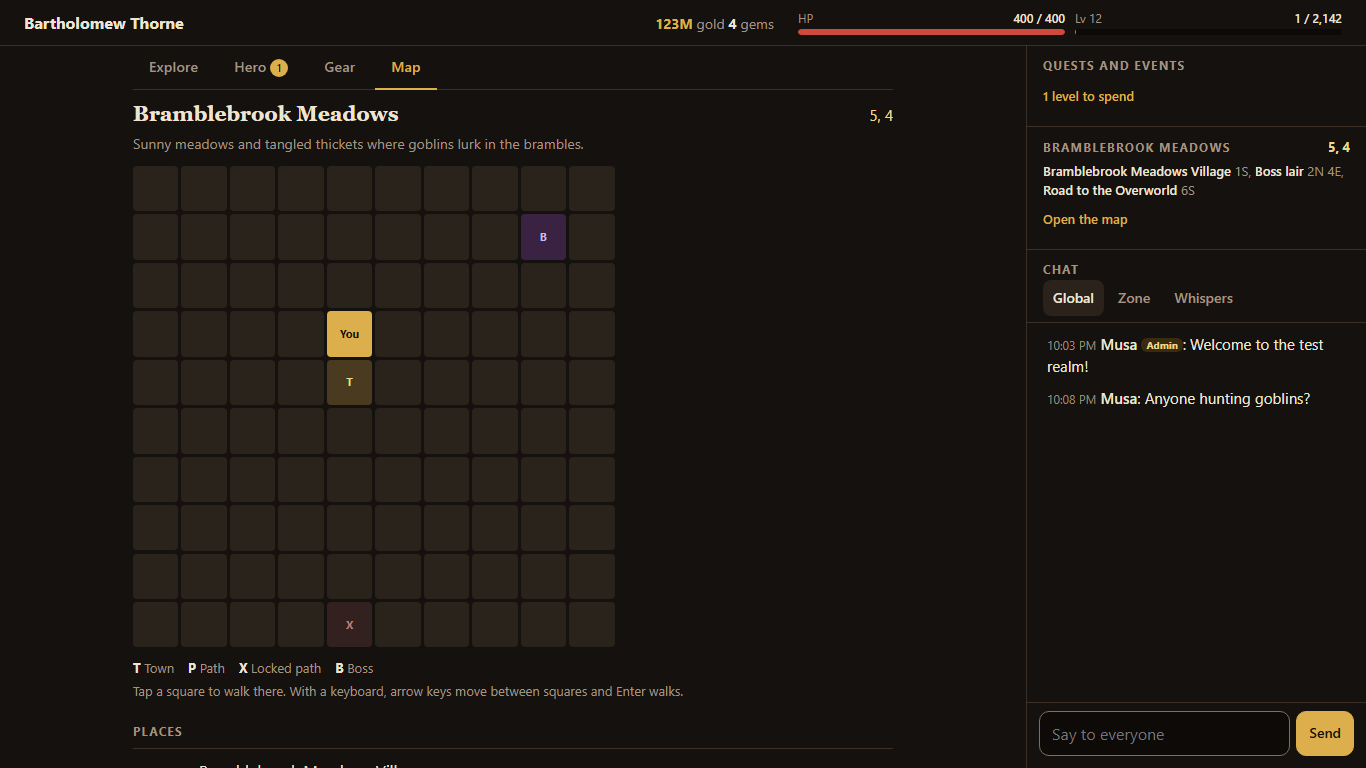 Bartholomew Thorne
123M gold 4 gems
HP 400 / 400
Lv 12 1 / 2,142
Explore
Hero 1
Gear
Map
Bramblebrook Meadows
5, 4
Sunny meadows and tangled thickets where goblins lurk in the brambles.
B
You
T
X
T Town P Path X Locked path B Boss
Tap a square to walk there. With a keyboard, arrow keys move between squares and Enter walks.
PLACES
QUESTS AND EVENTS
1 level to spend
BRAMBLEBROOK MEADOWS 5, 4
Bramblebrook Meadows Village 1S, Boss lair 2N 4E,
Road to the Overworld 6S
Open the map
CHAT
Global Zone Whispers
10:03 PM Musa Admin: Welcome to the test
realm!
10:08 PM Musa: Anyone hunting goblins?
Say to everyone
Send